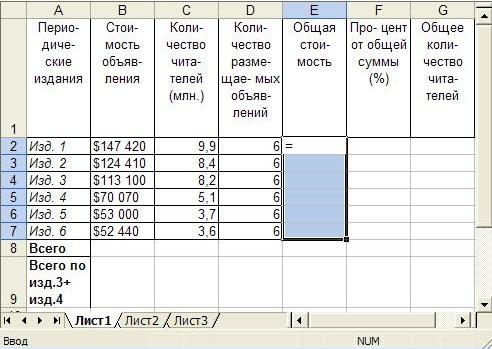 A B C D E F G
Перио-
диче-
ские
издания
Стои-
мость
объяв-
ления
Коли-
чество
чита-
телей
(млн.)
Коли-
чество
разме-
щае- мых
объяв-
лений
Общая
стои-
мость
Про- цент
от общей
суммы
(%)
Общее
коли-
чество
чита-
телей
1
2 Изд. 1 $147 420 9,9 6 =
3 Изд. 2 $124 410 8,4 6
4 Изд. 3 $113 100 8,2 6
5 Изд. 4 $70 070 5,1 6
6 Изд. 5 $53 000 3,7 6
7 Изд. 6 $52 440 3,6 6
8 Всего
Всего по
изд.3+
9 изд.4
Лист1 Лист2 Лист3
Ввод NUM